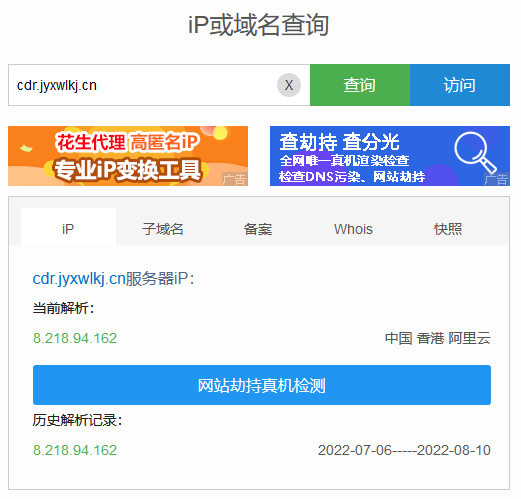 iP或域名查询
cdr.jyxwlkj.cn X 查询 访问
花生代理 高匿名iP
专业iP变换工具
广告
查劫持 查分光
全网唯一真机渲染检查
检查DNS污染、网站劫持
广告
iP 子域名 备案 Whois 快照
cdr.jyxwlkj.cn服务器iP：
当前解析：
8.218.94.162 中国 香港 阿里云
网站劫持真机检测
历史解析记录：
8.218.94.162 2022-07-06-----2022-08-10